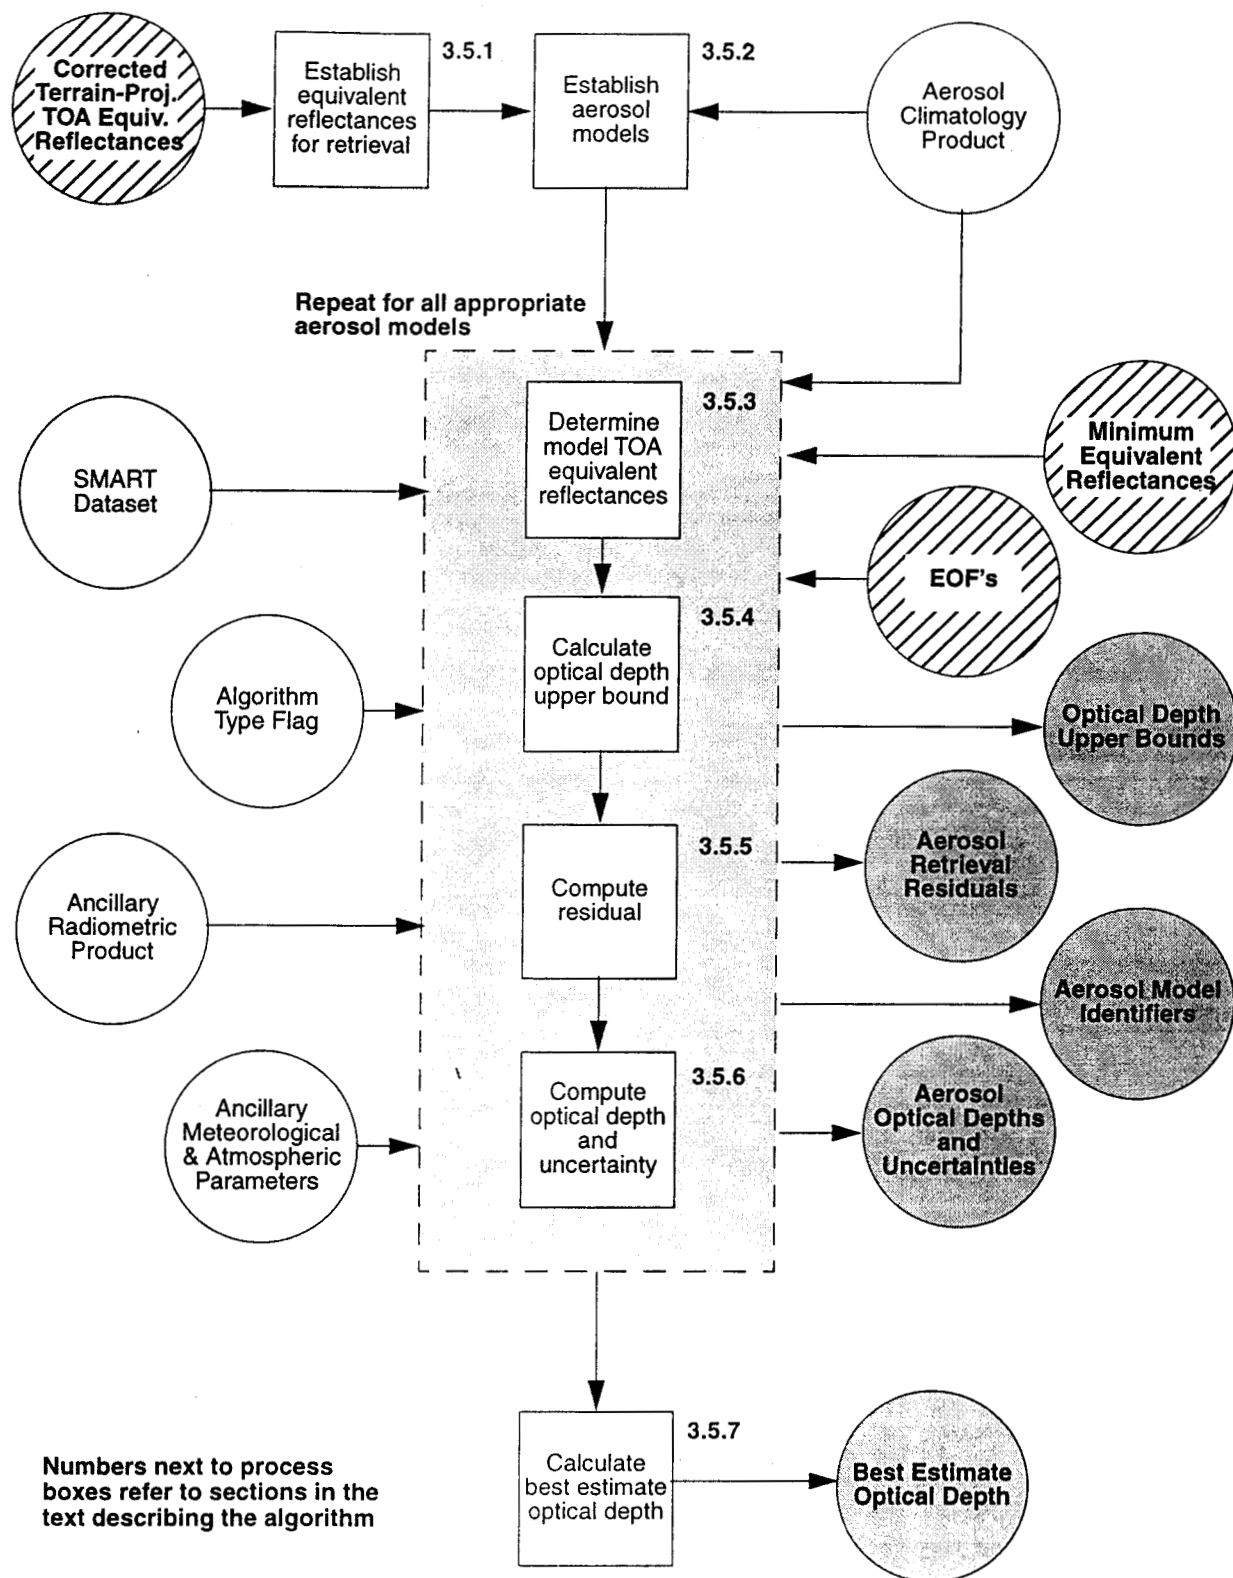 Corrected
Terrain-Proj.
TOA Equiv.
Reflectances
3.5.1
Establish
equivalent
reflectances
for retrieval
3.5.2
Establish
aerosol
models
Aerosol
Climatology
Product
Repeat for all appropriate
aerosol models
3.5.3
Determine
model TOA
equivalent
reflectances
Minimum
Equivalent
Reflectances
SMART
Dataset
EOF's
3.5.4
Calculate
optical depth
upper bound
Algorithm
Type Flag
Optical Depth
Upper Bounds
3.5.5
Compute
residual
Aerosol
Retrieval
Residuals
Ancillary
Radiometric
Product
Aerosol Model
Identifiers
3.5.6
Compute
optical depth
and
uncertainty
Aerosol
Optical Depths
and
Uncertainties
Ancillary
Meteorological
& Atmospheric
Parameters
3.5.7
Calculate
best estimate
optical depth
Best Estimate
Optical Depth
Numbers next to process
boxes refer to sections in the
text describing the algorithm